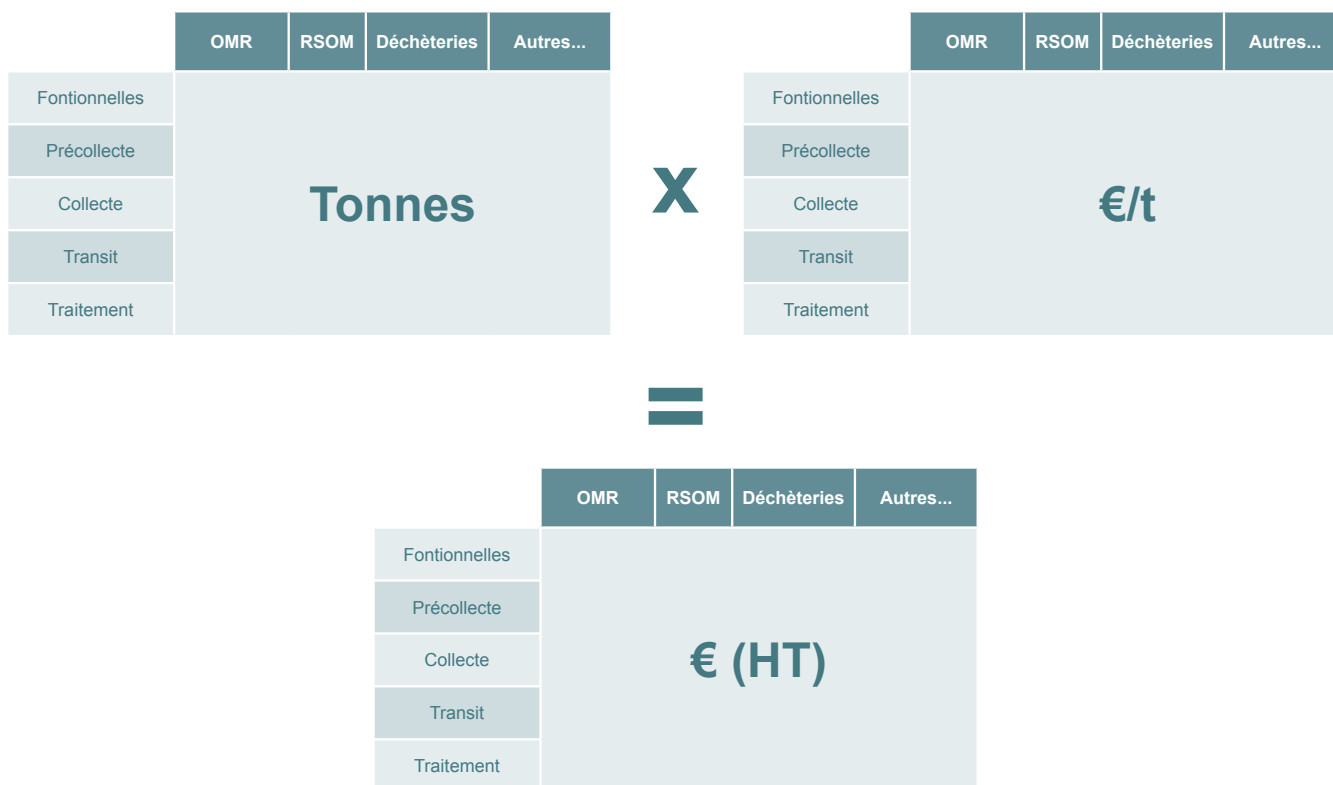 OMR RSOM Déchèteries Autres... OMR RSOM Déchèteries Autres...
Fontionnelles Fontionnelles
Précollecte Précollecte
Collecte Tonnes x Collecte €/t
Transit Transit
Traitement Traitement
=
OMR RSOM Déchèteries Autres...
Fontionnelles
Précollecte
Collecte € (HT)
Transit
Traitement